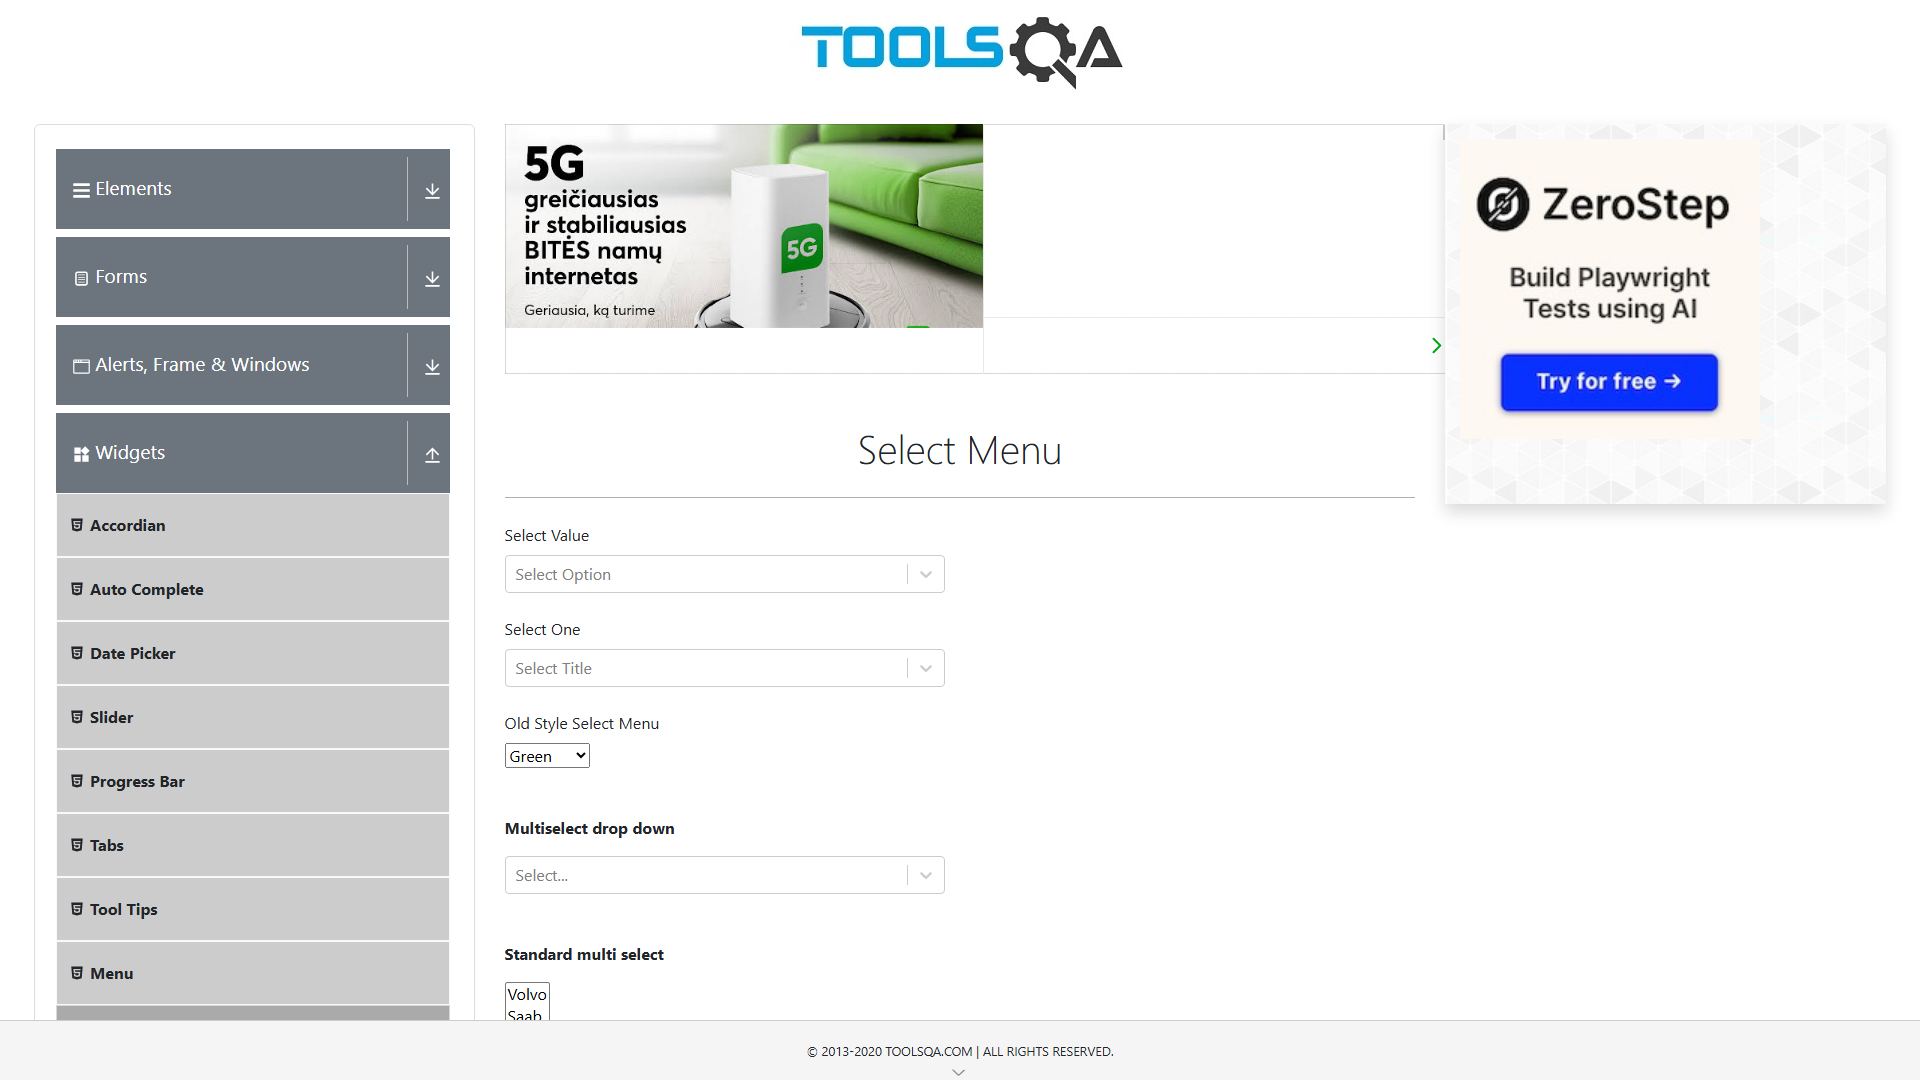 TOOLSQA
Elements
Forms
Alerts, Frame & Windows
Widgets
Accordian
Auto Complete
Date Picker
Slider
Progress Bar
Tabs
Tool Tips
Menu
5G
greičiausias
ir stabiliausias
BITĖS namų
internetas
Geriausia, ką turime
5G
ZeroStep
Build Playwright
Tests using AI
Try for free →
Select Menu
Select Value
Select Option
Select One
Select Title
Old Style Select Menu
Green
Multiselect drop down
Select...
Standard multi select
Volvo
Saab
© 2013-2020 TOOLSQA.COM | ALL RIGHTS RESERVED.